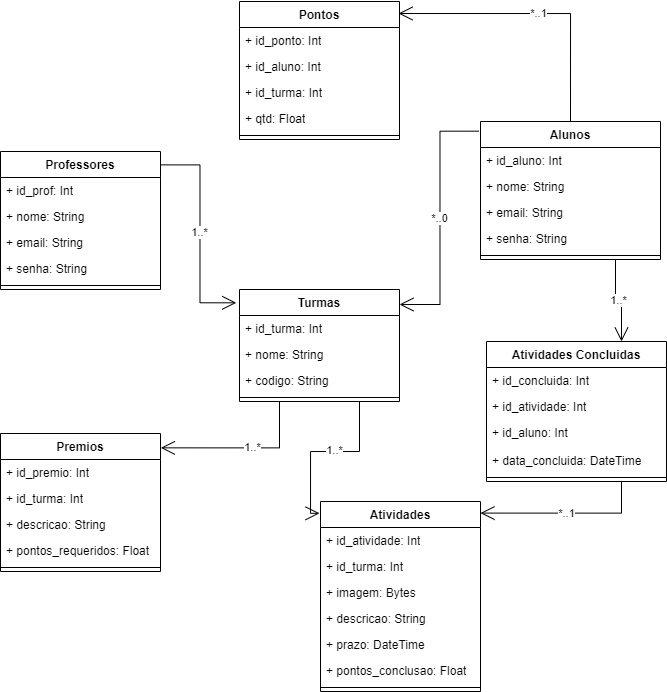 Pontos
+ id_ponto: Int
+ id_aluno: Int
+ id_turma: Int
+ qtd: Float
*..1
Alunos
+ id_aluno: Int
+ nome: String
+ email: String
+ senha: String
Professores
+ id_prof: Int
+ nome: String
+ email: String
+ senha: String
1..*
*..0
Turmas
+ id_turma: Int
+ nome: String
+ codigo: String
1..*
Atividades Concluidas
+ id_concluida: Int
+ id_atividade: Int
+ id_aluno: Int
+ data_concluida: DateTime
Premios
+ id_premio: Int
+ id_turma: Int
+ descricao: String
+ pontos_requeridos: Float
1..*
1..*
*..1
Atividades
+ id_atividade: Int
+ id_turma: Int
+ imagem: Bytes
+ descricao: String
+ prazo: DateTime
+ pontos_conclusao: Float